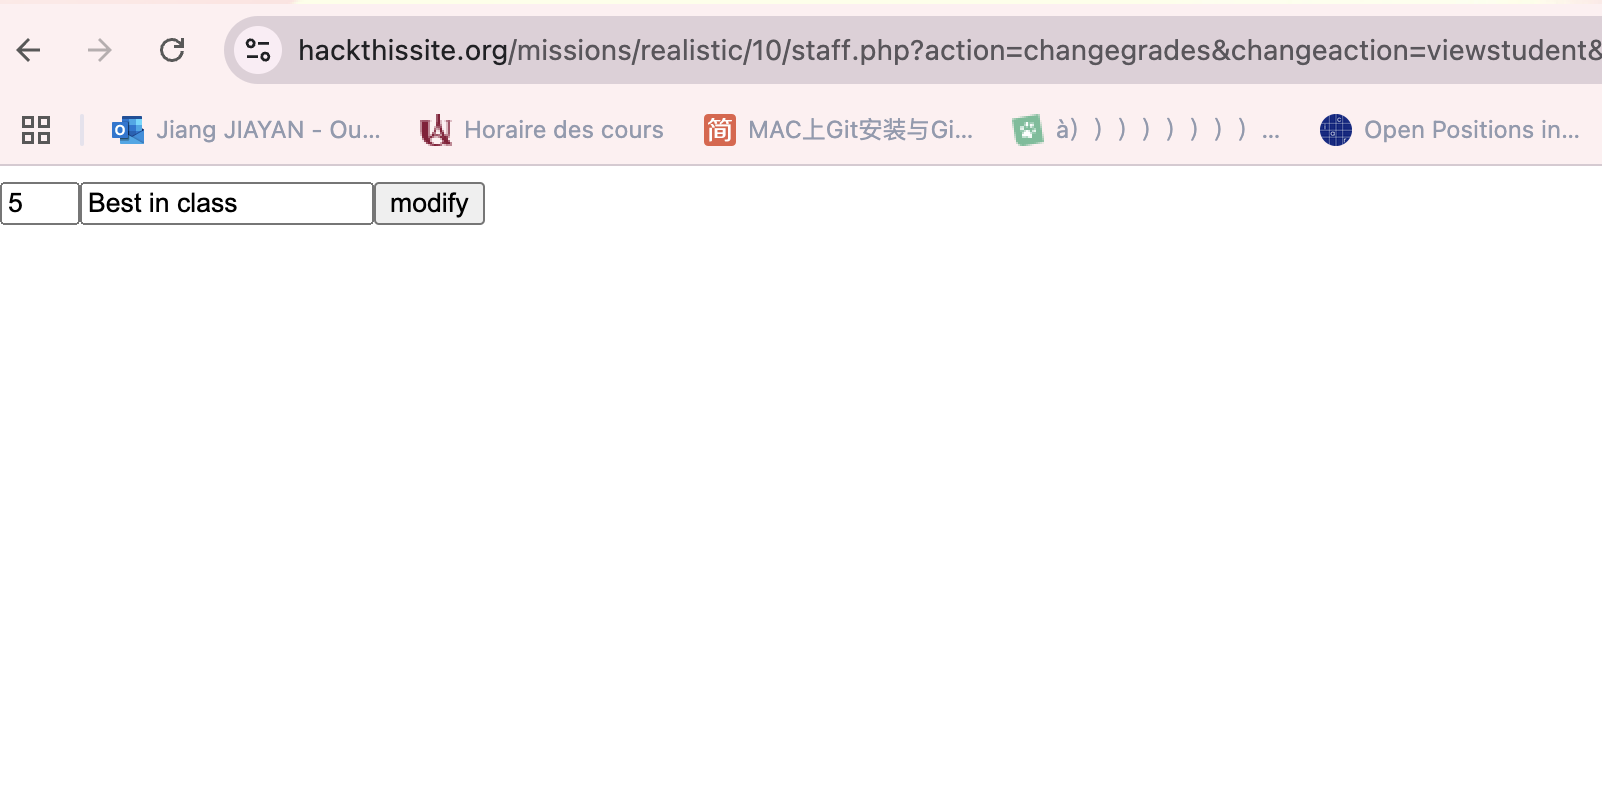 hackthissite.org/missions/realistic/10/staff.php?action=changegrades&changeaction=viewstudent&
Jiang JIAYAN - Ou... Horaire des cours 简 MAC上Git安装与Gi... à) ) ) ) ) ) ) ) ... Open Positions in...
5 Best in class modify